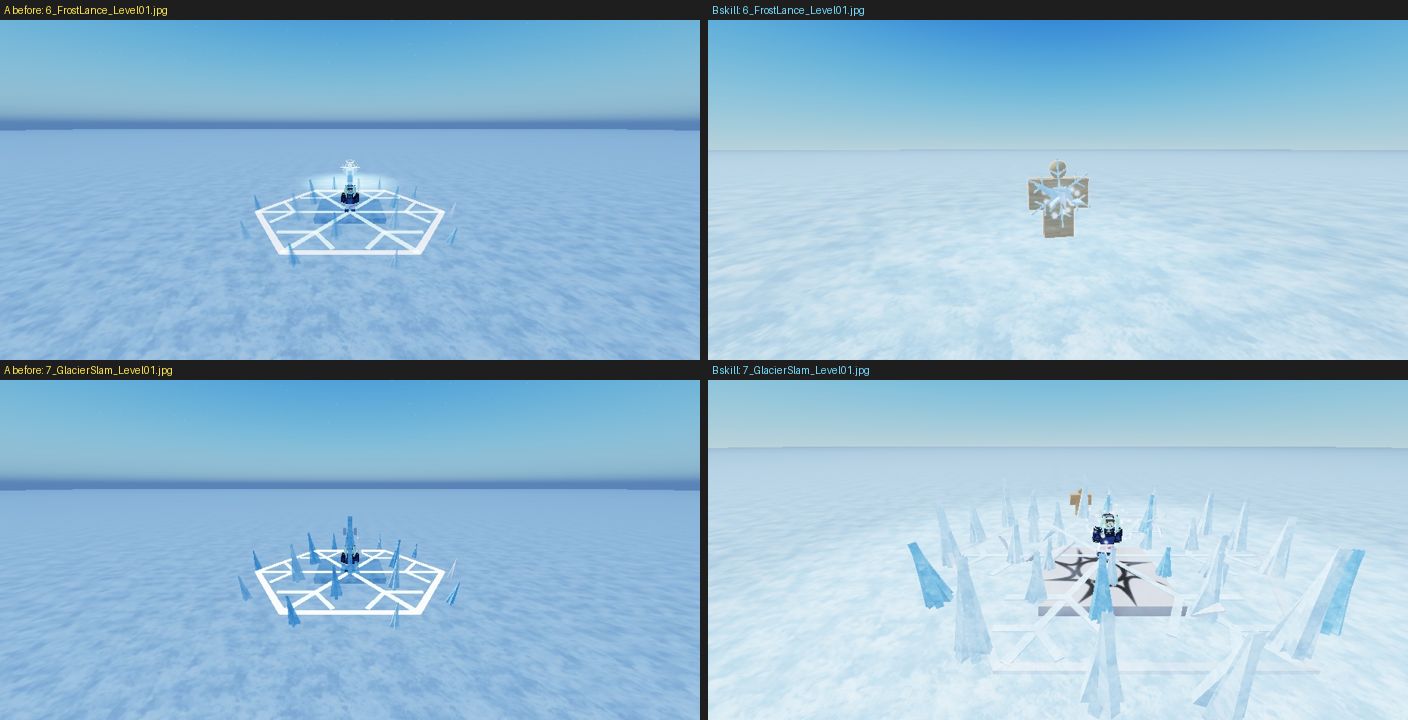 A before: 6_FrostLance_Level01.jpg
B skill: 6_FrostLance_Level01.jpg
A before: 7_GlacierSlam_Level01.jpg
B skill: 7_GlacierSlam_Level01.jpg